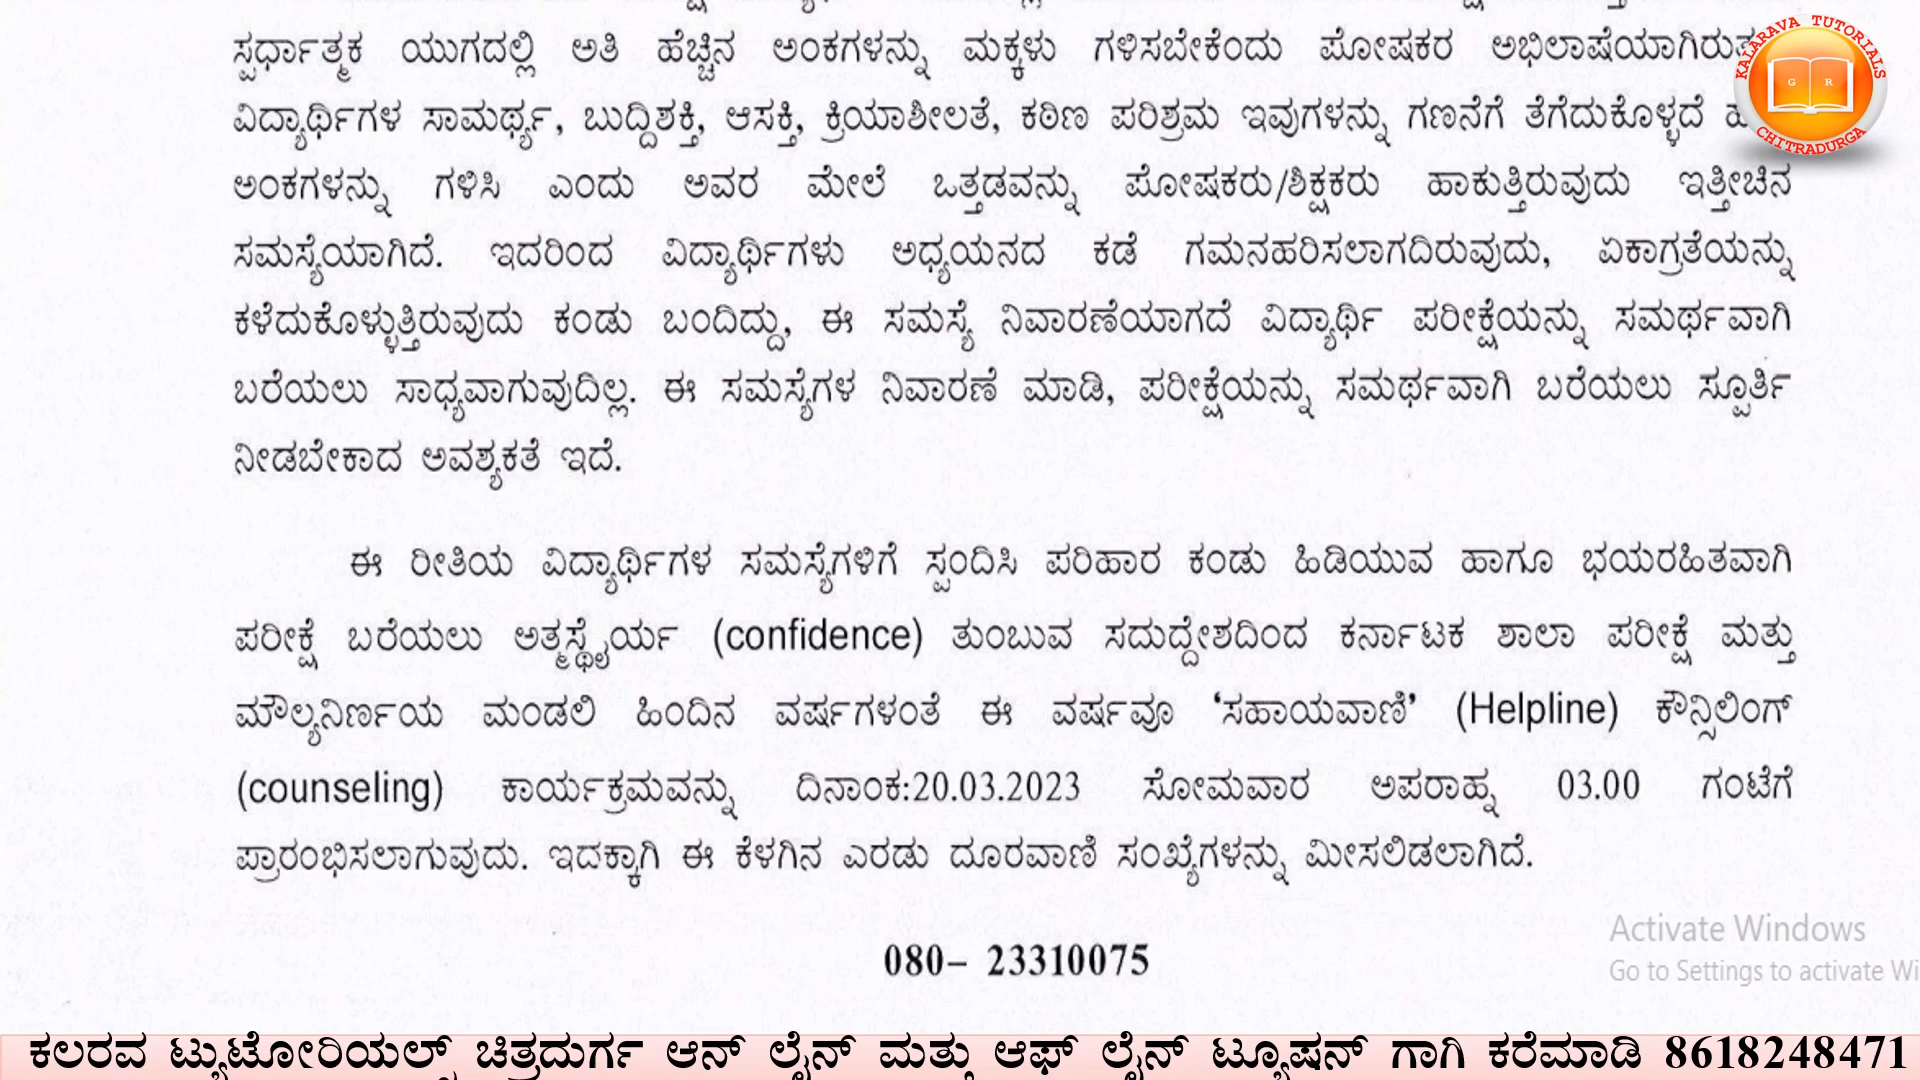 ಸ್ಪರ್ಧಾತ್ಮಕ ಯುಗದಲ್ಲಿ ಅತಿ ಹೆಚ್ಚಿನ ಅಂಕಗಳನ್ನು ಮಕ್ಕಳು ಗಳಿಸಬೇಕೆಂದು ಪೋಷಕರ
ವಿದ್ಯಾರ್ಥಿಗಳ ಸಾಮರ್ಥ್ಯ, ಬುದ್ದಿಶಕ್ತಿ, ಆಸಕ್ತಿ, ಕ್ರಿಯಾಶೀಲತೆ, ಕಠಿಣ ಪರಿಶ್ರಮ ಇವುಗಳನ್ನು ಗಣನೆಗೆ ತೆಗೆದುಕೊಳ್ಳದೆ
ಅಂಕಗಳನ್ನು ಗಳಿಸಿ ಎಂದು ಅವರ ಮೇಲೆ ಒತ್ತಡವನ್ನು ಪೋಷಕರು/ಶಿಕ್ಷಕರು ಹಾಕುತ್ತಿರುವುದು ಇತ್ತೀಚಿನ
ಸಮಸ್ಯೆಯಾಗಿದೆ. ಇದರಿಂದ ವಿದ್ಯಾರ್ಥಿಗಳು ಅಧ್ಯಯನದ ಕಡೆ ಗಮನಹರಿಸಲಾಗದಿರುವುದು, ಏಕಾಗ್ರತೆಯನ್ನು
ಕಳೆದುಕೊಳ್ಳುತ್ತಿರುವುದು ಕಂಡು ಬಂದಿದ್ದು, ಈ ಸಮಸ್ಯೆ ನಿವಾರಣೆಯಾಗದೆ ವಿದ್ಯಾರ್ಥಿ ಪರೀಕ್ಷೆಯನ್ನು ಸಮರ್ಥವಾಗಿ
ಬರೆಯಲು ಸಾಧ್ಯವಾಗುವುದಿಲ್ಲ. ಈ ಸಮಸ್ಯೆಗಳ ನಿವಾರಣೆ ಮಾಡಿ, ಪರೀಕ್ಷೆಯನ್ನು ಸಮರ್ಥವಾಗಿ ಬರೆಯಲು ಸ್ಪೂರ್ತಿ
ನೀಡಬೇಕಾದ ಅವಶ್ಯಕತೆ ಇದೆ.
ಈ ರೀತಿಯ ವಿದ್ಯಾರ್ಥಿಗಳ ಸಮಸ್ಯೆಗಳಿಗೆ ಸ್ಪಂದಿಸಿ ಪರಿಹಾರ ಕಂಡು ಹಿಡಿಯುವ ಹಾಗೂ ಭಯರಹಿತವಾಗಿ
ಪರೀಕ್ಷೆ ಬರೆಯಲು ಆತ್ಮಸ್ಥೈರ್ಯ (confidence) ತುಂಬುವ ಸದುದ್ದೇಶದಿಂದ ಕರ್ನಾಟಕ ಶಾಲಾ ಪರೀಕ್ಷೆ ಮತ್ತು
ಮೌಲ್ಯನಿರ್ಣಯ ಮಂಡಲಿ ಹಿಂದಿನ ವರ್ಷಗಳಂತೆ ಈ ವರ್ಷವೂ 'ಸಹಾಯವಾಣಿ' (Helpline) ಕೌನ್ಸಿಲಿಂಗ್
(counseling) ಕಾರ್ಯಕ್ರಮವನ್ನು ದಿನಾಂಕ:20.03.2023 ಸೋಮವಾರ ಅಪರಾಹ್ನ 03.00 ಗಂಟೆಗೆ
ಪ್ರಾರಂಭಿಸಲಾಗುವುದು. ಇದಕ್ಕಾಗಿ ಈ ಕೆಳಗಿನ ಎರಡು ದೂರವಾಣಿ ಸಂಖ್ಯೆಗಳನ್ನು ಮೀಸಲಿಡಲಾಗಿದೆ.
080– 23310075
KALARAVA TUTORIALS
G R
CHITRADURGA
Activate Windows
Go to Settings to activate Wi
ಕಲರವ ಟ್ಯುಟೋರಿಯಲ್ಸ್ ಚಿತ್ರದುರ್ಗ ಆನ್ ಲೈನ್ ಮತ್ತು ಆಫ್ ಲೈನ್ ಟ್ಯೂಷನ್ ಗಾಗಿ ಕರೆಮಾಡಿ 8618248471